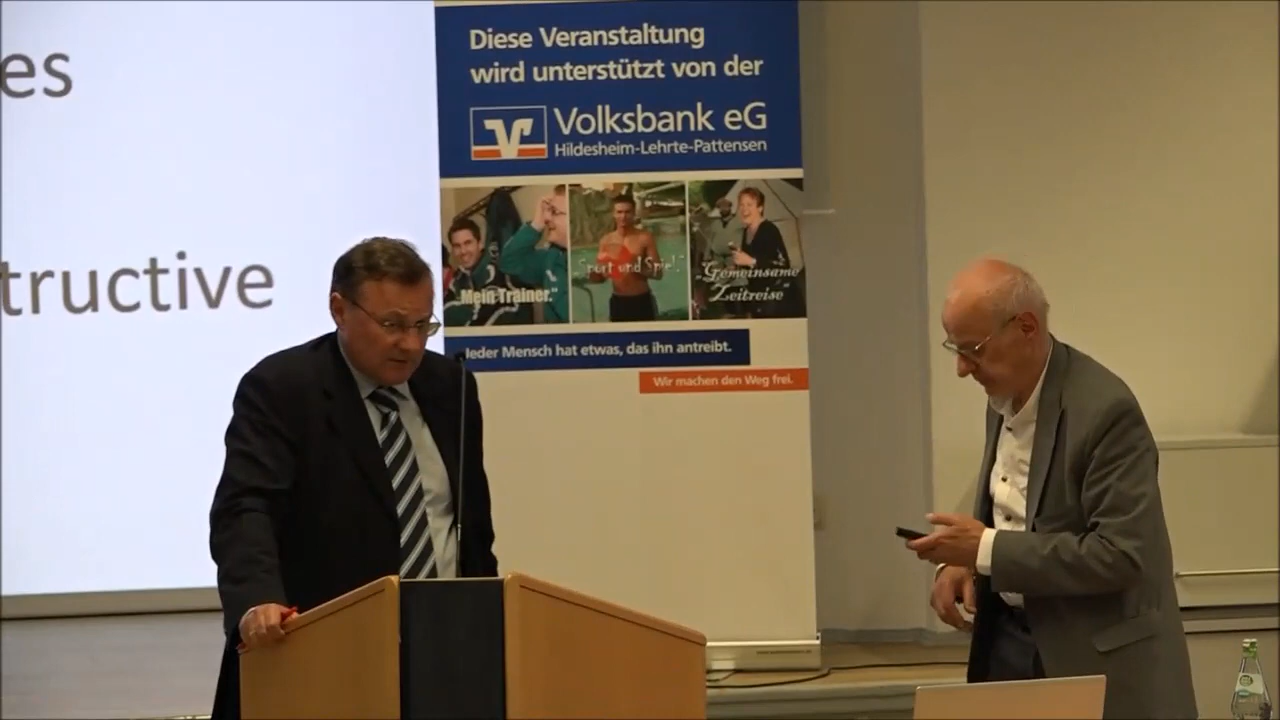 es
tructive
Diese Veranstaltung
wird unterstützt von der
Volksbank eG
Hildesheim-Lehrte-Pattensen
„Mein Trainer."
"Sport und Spiel."
"Gemeinsame
Zeitreise"
Jeder Mensch hat etwas, das ihn antreibt.
Wir machen den Weg frei.